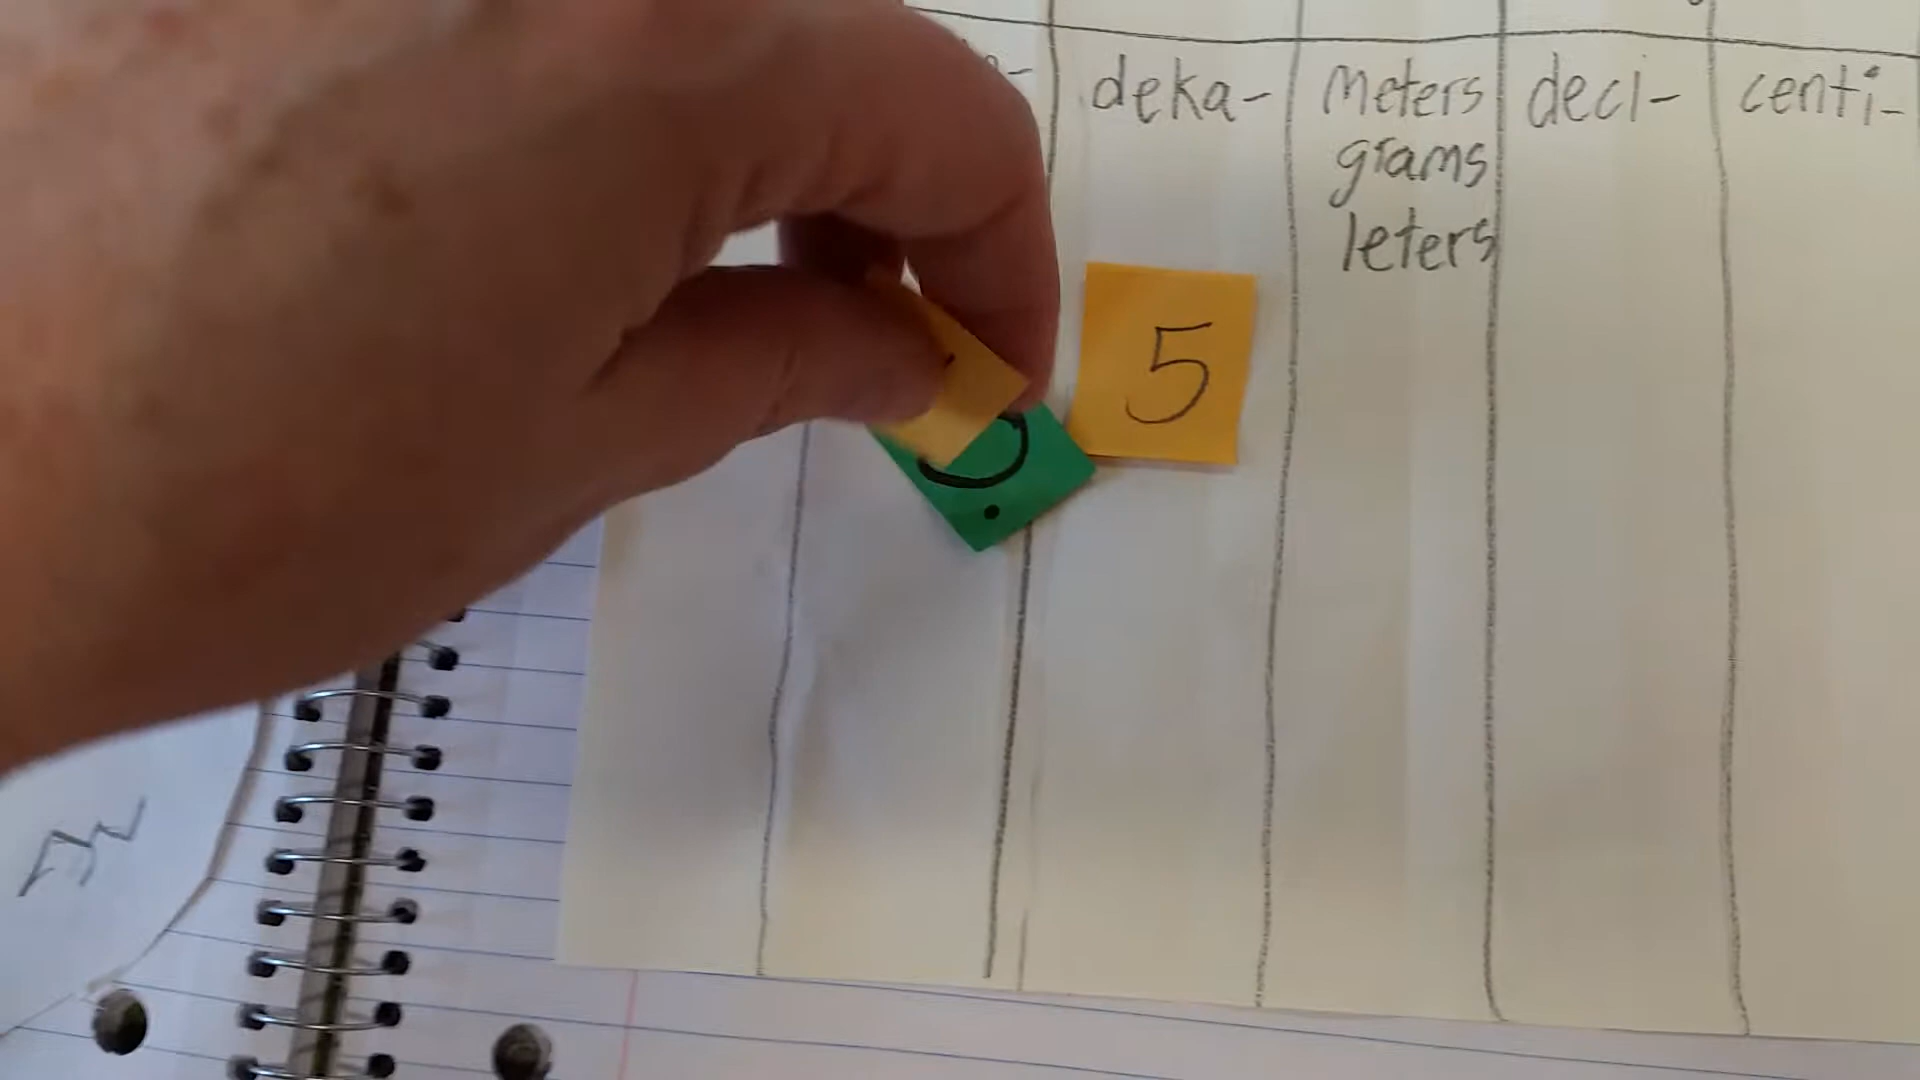 deka-
meters
grams
leters
deci-
centi-
5